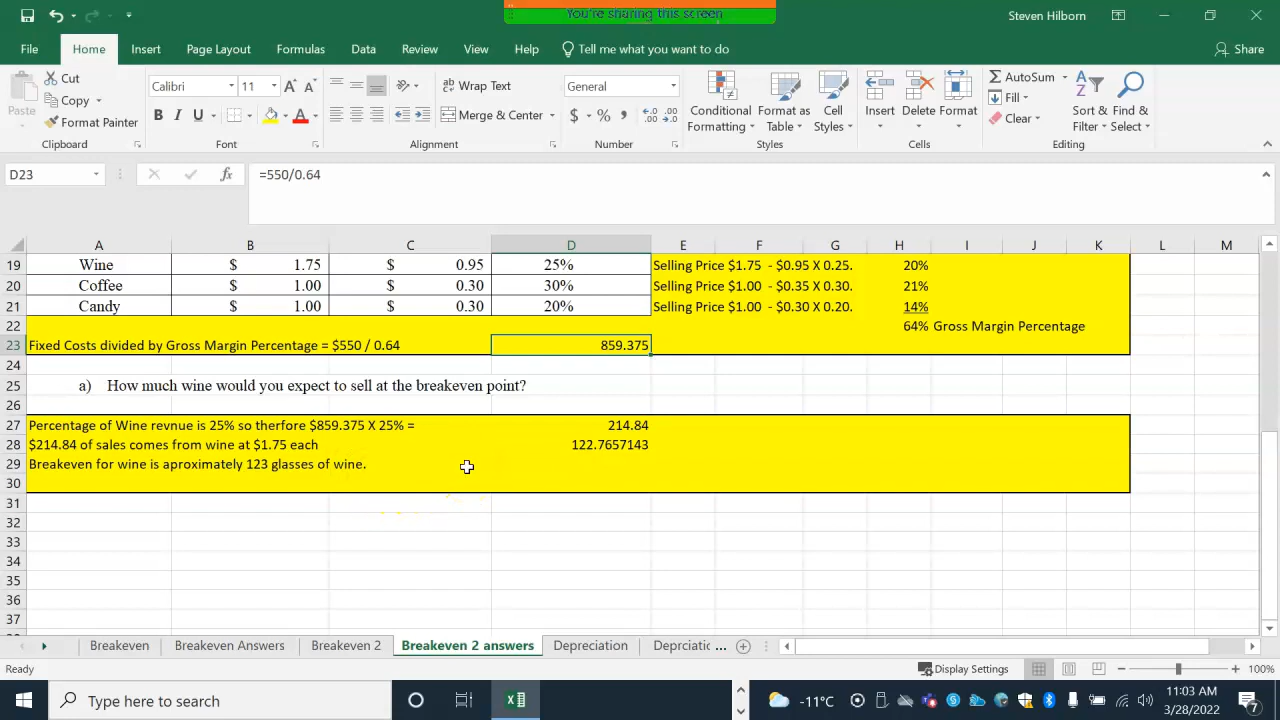 You're sharing this screen
Steven Hilborn
File Home Insert Page Layout Formulas Data Review View Help Tell me what you want to do Share
Paste Cut Copy Format Painter
Calibri 11 B I U
Wrap Text Merge & Center
General $ % ,
Conditional Formatting Format as Table Cell Styles
Insert Delete Format
AutoSum Fill Clear Sort & Filter Find & Select
Clipboard Font Alignment Number Styles Cells Editing
D23 fx =550/0.64
A B C D E F G H I J K L M
19 Wine $ 1.75 $ 0.95 25% Selling Price $1.75 - $0.95 X 0.25. 20%
20 Coffee $ 1.00 $ 0.30 30% Selling Price $1.00 - $0.35 X 0.30. 21%
21 Candy $ 1.00 $ 0.30 20% Selling Price $1.00 - $0.30 X 0.20. 14%
22 64% Gross Margin Percentage
23 Fixed Costs divided by Gross Margin Percentage = $550 / 0.64 859.375
24
25 a) How much wine would you expect to sell at the breakeven point?
26
27 Percentage of Wine revnue is 25% so therfore $859.375 X 25% = 214.84
28 $214.84 of sales comes from wine at $1.75 each 122.7657143
29 Breakeven for wine is aproximately 123 glasses of wine.
30
31
32
33
34
35
36
37
Breakeven Breakeven Answers Breakeven 2 Breakeven 2 answers Depreciation Deprciatic ...
Ready Display Settings 100%
Type here to search -11°C 11:03 AM
3/28/2022 7